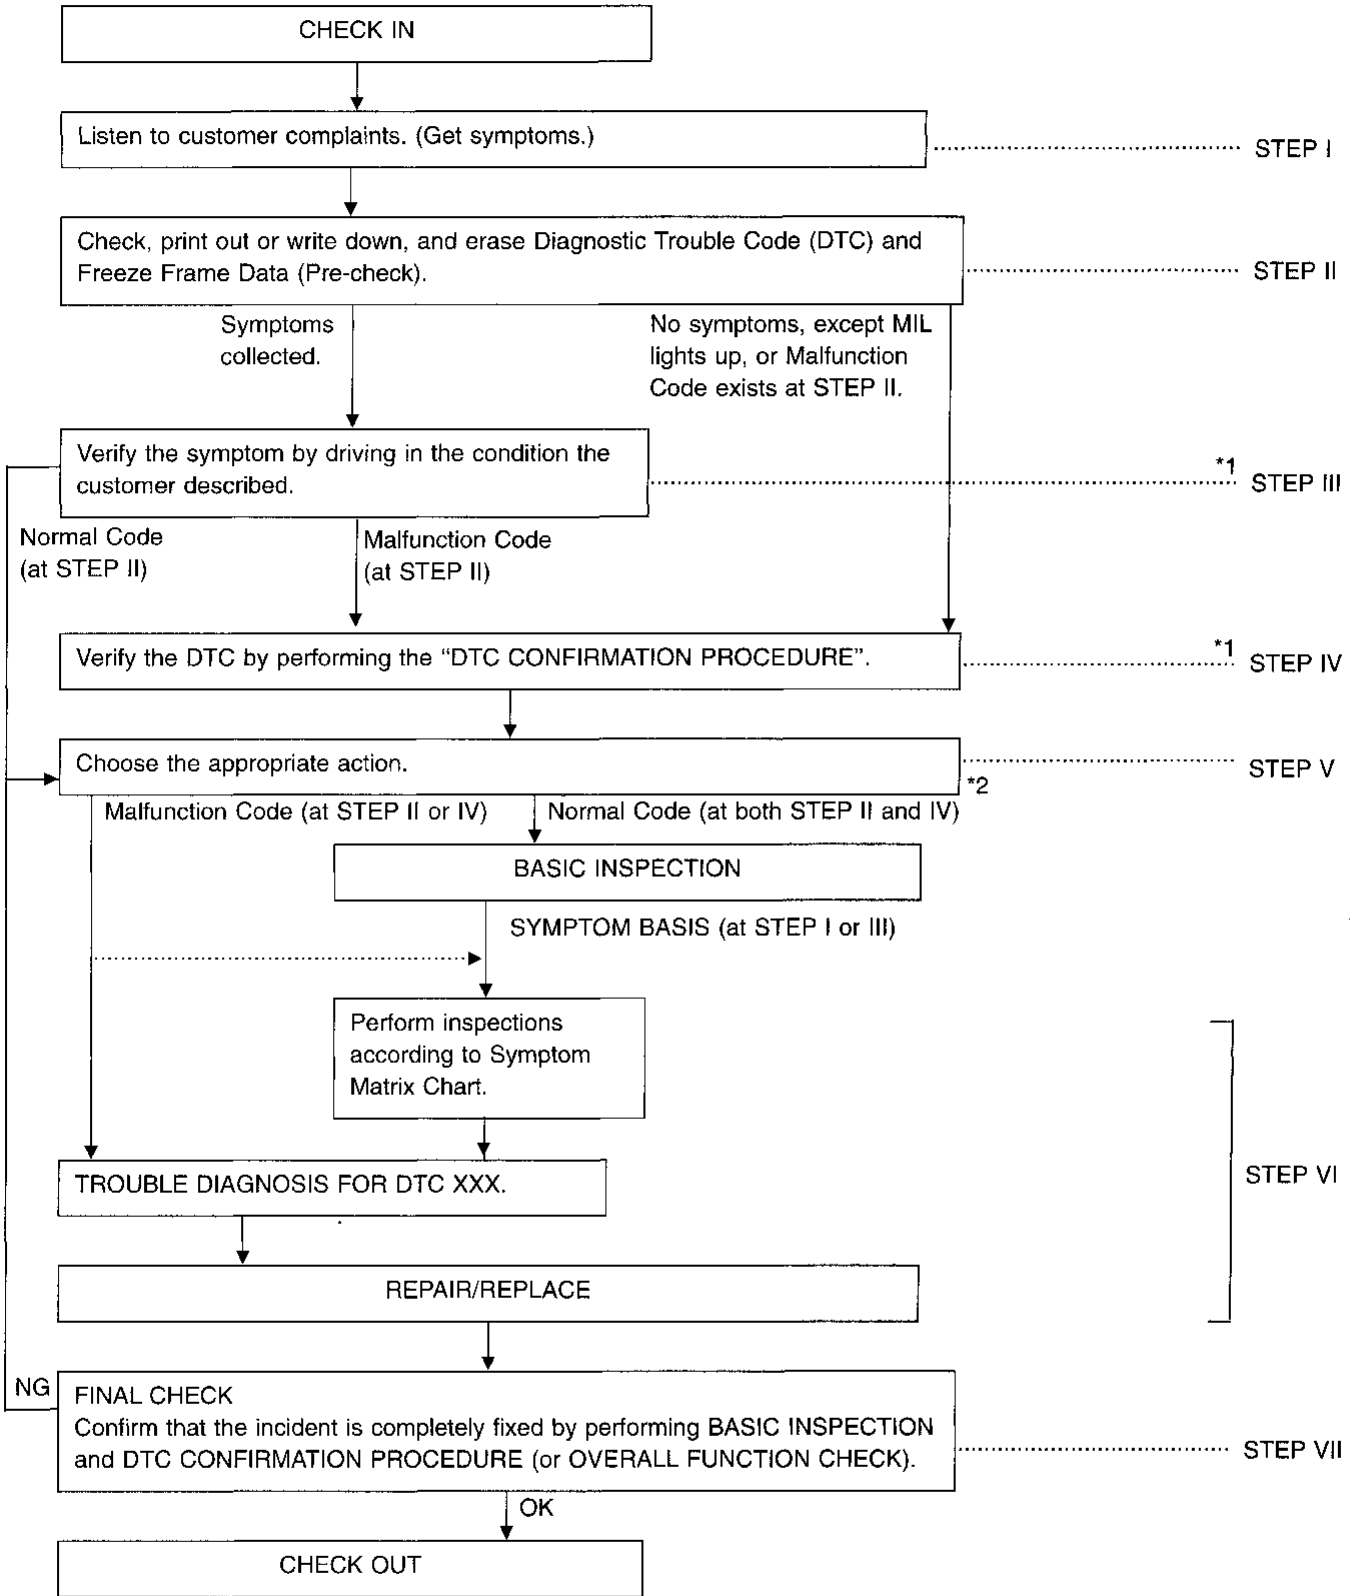 CHECK IN
Listen to customer complaints. (Get symptoms.)
STEP I
Check, print out or write down, and erase Diagnostic Trouble Code (DTC) and
Freeze Frame Data (Pre-check).
STEP II
Symptoms
collected.
No symptoms, except MIL
lights up, or Malfunction
Code exists at STEP II.
Verify the symptom by driving in the condition the
customer described.
*1
STEP III
Normal Code
(at STEP II)
Malfunction Code
(at STEP II)
Verify the DTC by performing the “DTC CONFIRMATION PROCEDURE”.
*1
STEP IV
Choose the appropriate action.
STEP V
*2
Malfunction Code (at STEP II or IV)
Normal Code (at both STEP II and IV)
BASIC INSPECTION
SYMPTOM BASIS (at STEP I or III)
Perform inspections
according to Symptom
Matrix Chart.
TROUBLE DIAGNOSIS FOR DTC XXX.
STEP VI
REPAIR/REPLACE
NG
FINAL CHECK
Confirm that the incident is completely fixed by performing BASIC INSPECTION
and DTC CONFIRMATION PROCEDURE (or OVERALL FUNCTION CHECK).
STEP VII
OK
CHECK OUT